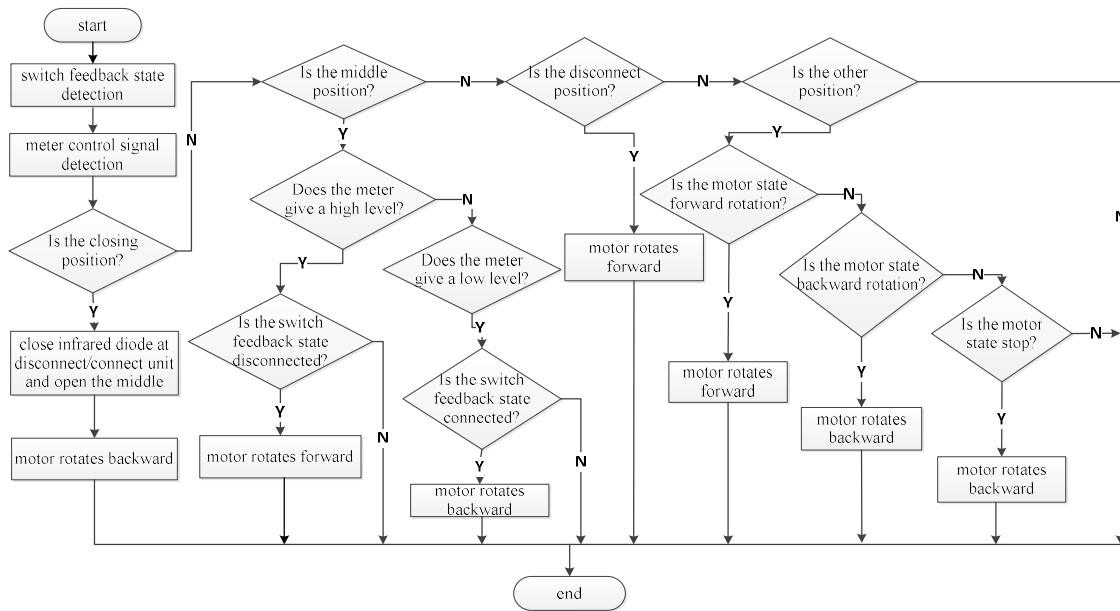 start
switch feedback state
detection
meter control signal
detection
Is the closing
position?
N
Y
close infrared diode at
disconnect/connect unit
and open the middle
motor rotates backward
Is the middle
position?
N
Y
Does the meter
give a high level?
N
Y
Is the switch
feedback state
disconnected?
N
Y
motor rotates forward
Does the meter
give a low level?
Y
Is the switch
feedback state
connected?
N
Y
motor rotates
backward
Is the disconnect
position?
N
Y
motor rotates
forward
Is the other
position?
Y
N
Is the motor state
forward rotation?
N
Y
motor rotates
forward
Is the motor state
backward rotation?
N
Y
motor rotates
backward
Is the motor
state stop?
N
Y
motor rotates
backward
end